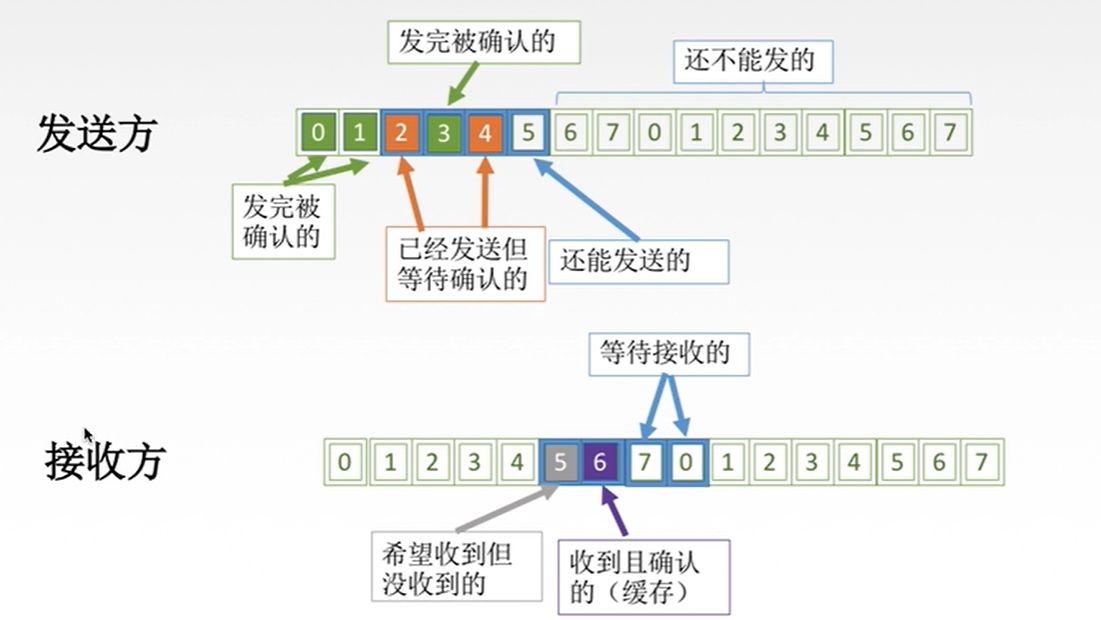 发完被确认的
还不能发的
发送方
0 1 2 3 4 5 6 7 0 1 2 3 4 5 6 7
发完被
确认的
已经发送但
等待确认的
还能发送的
等待接收的
接收方
0 1 2 3 4 5 6 7 0 1 2 3 4 5 6 7
希望收到但
没收到的
收到且确认
的（缓存）